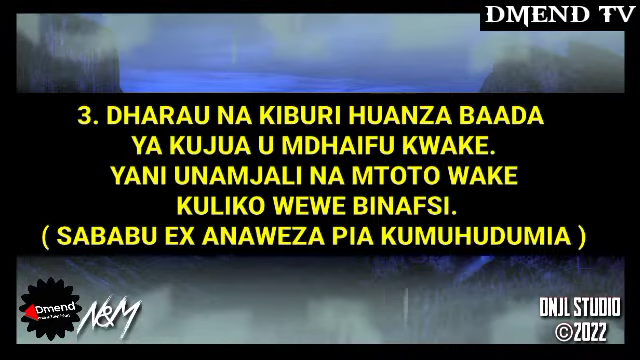 DMEND TV
3. DHARAU NA KIBURI HUANZA BAADA
YA KUJUA U MDHAIFU KWAKE.
YANI UNAMJALI NA MTOTO WAKE
KULIKO WEWE BINAFSI.
( SABABU EX ANAWEZA PIA KUMUHUDUMIA )
Dmend
N&M
DNJL STUDIO
©2022